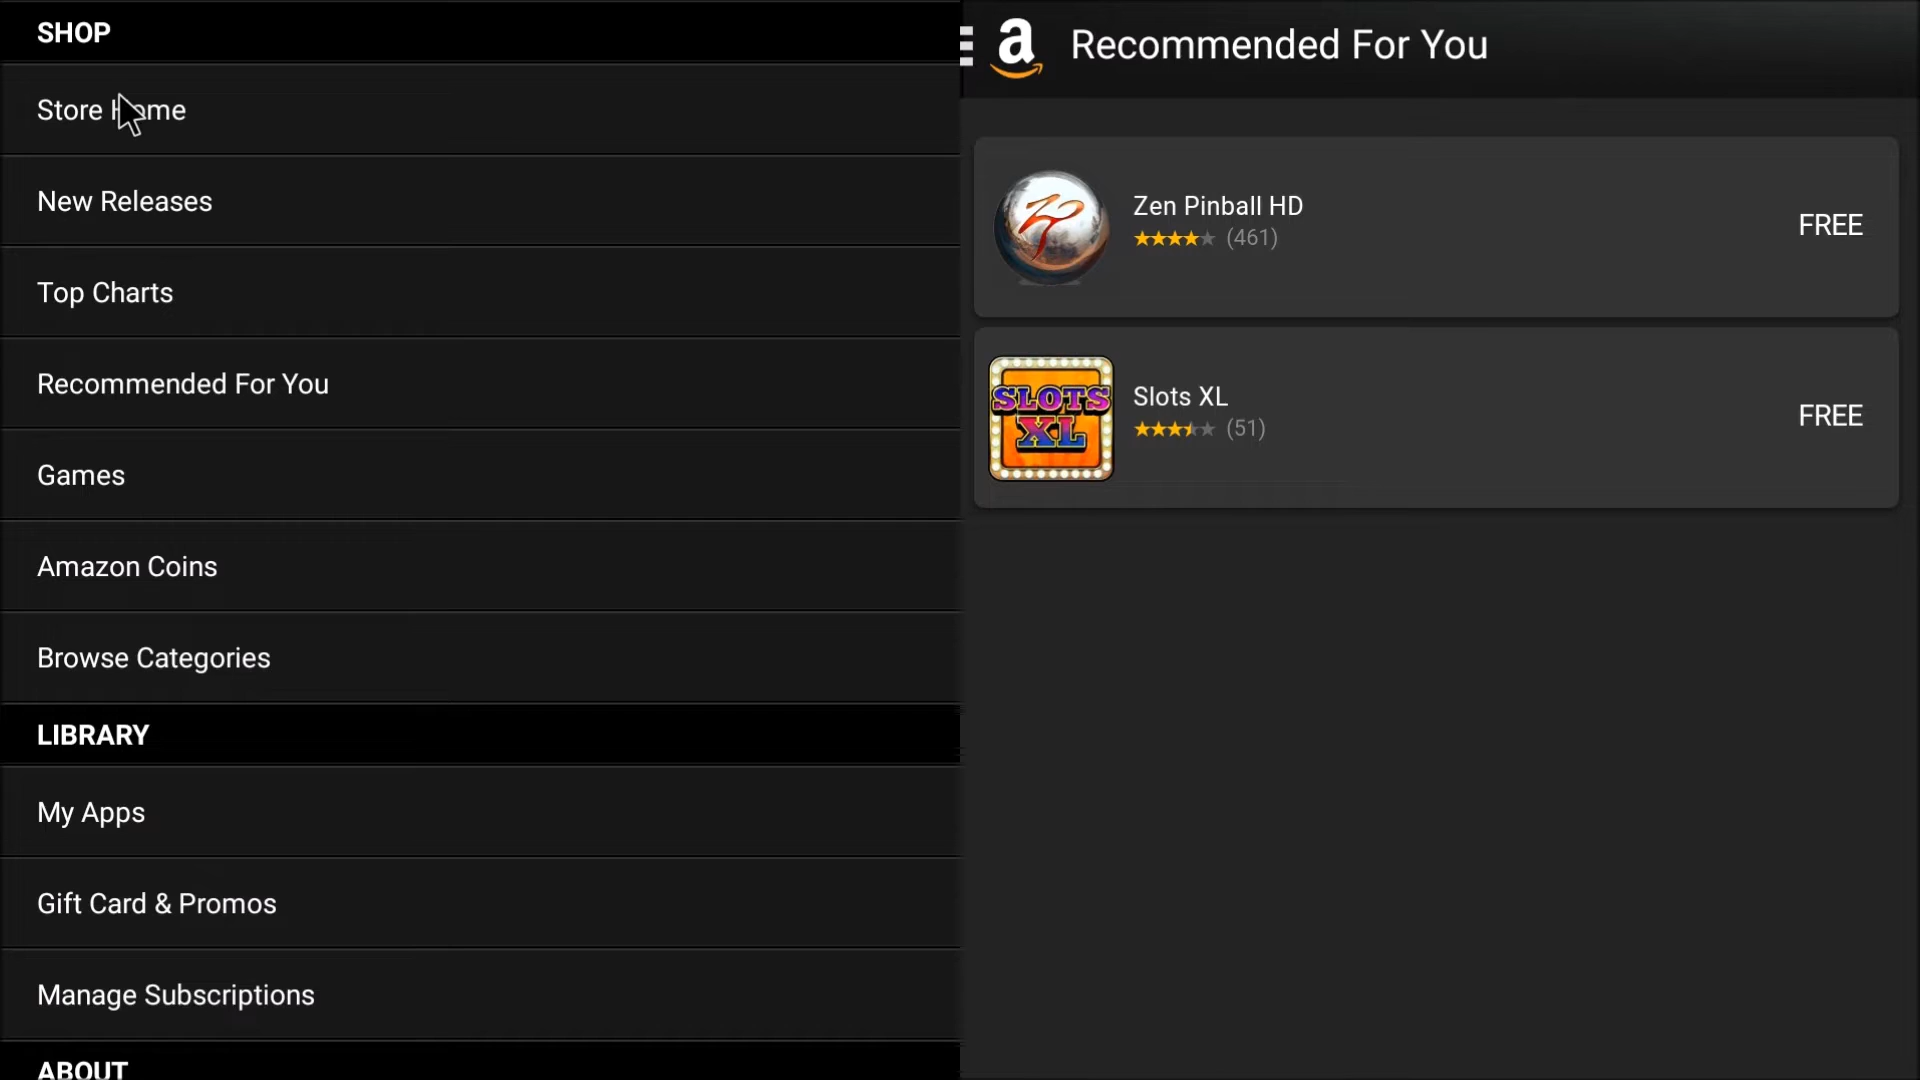 SHOP
Store Home
New Releases
Top Charts
Recommended For You
Games
Amazon Coins
Browse Categories
LIBRARY
My Apps
Gift Card & Promos
Manage Subscriptions
ABOUT
a Recommended For You
Zen Pinball HD
(461)
FREE
SLOTS
XL
Slots XL
(51)
FREE